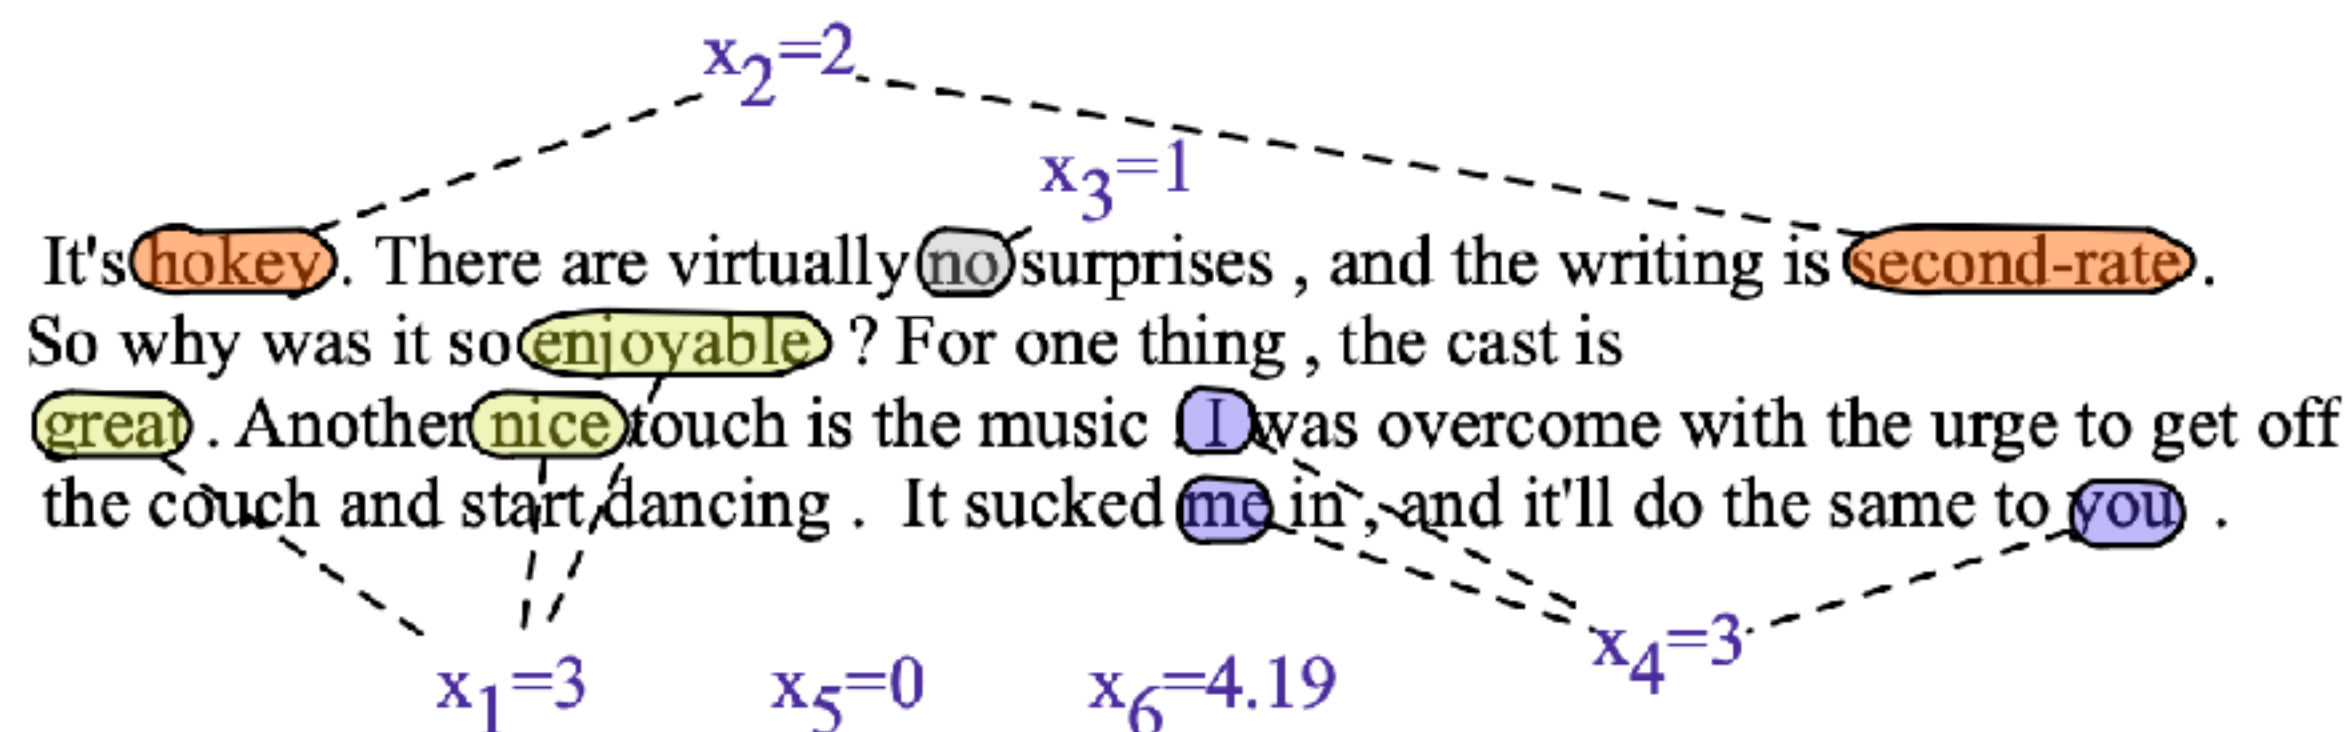 x2=2
x3=1
It's hokey. There are virtually no surprises , and the writing is second-rate .
So why was it so enjoyable ? For one thing , the cast is
great . Another nice touch is the music . I was overcome with the urge to get off
the couch and start dancing . It sucked me in , and it'll do the same to you .
x4=3
x1=3 x5=0 x6=4.19